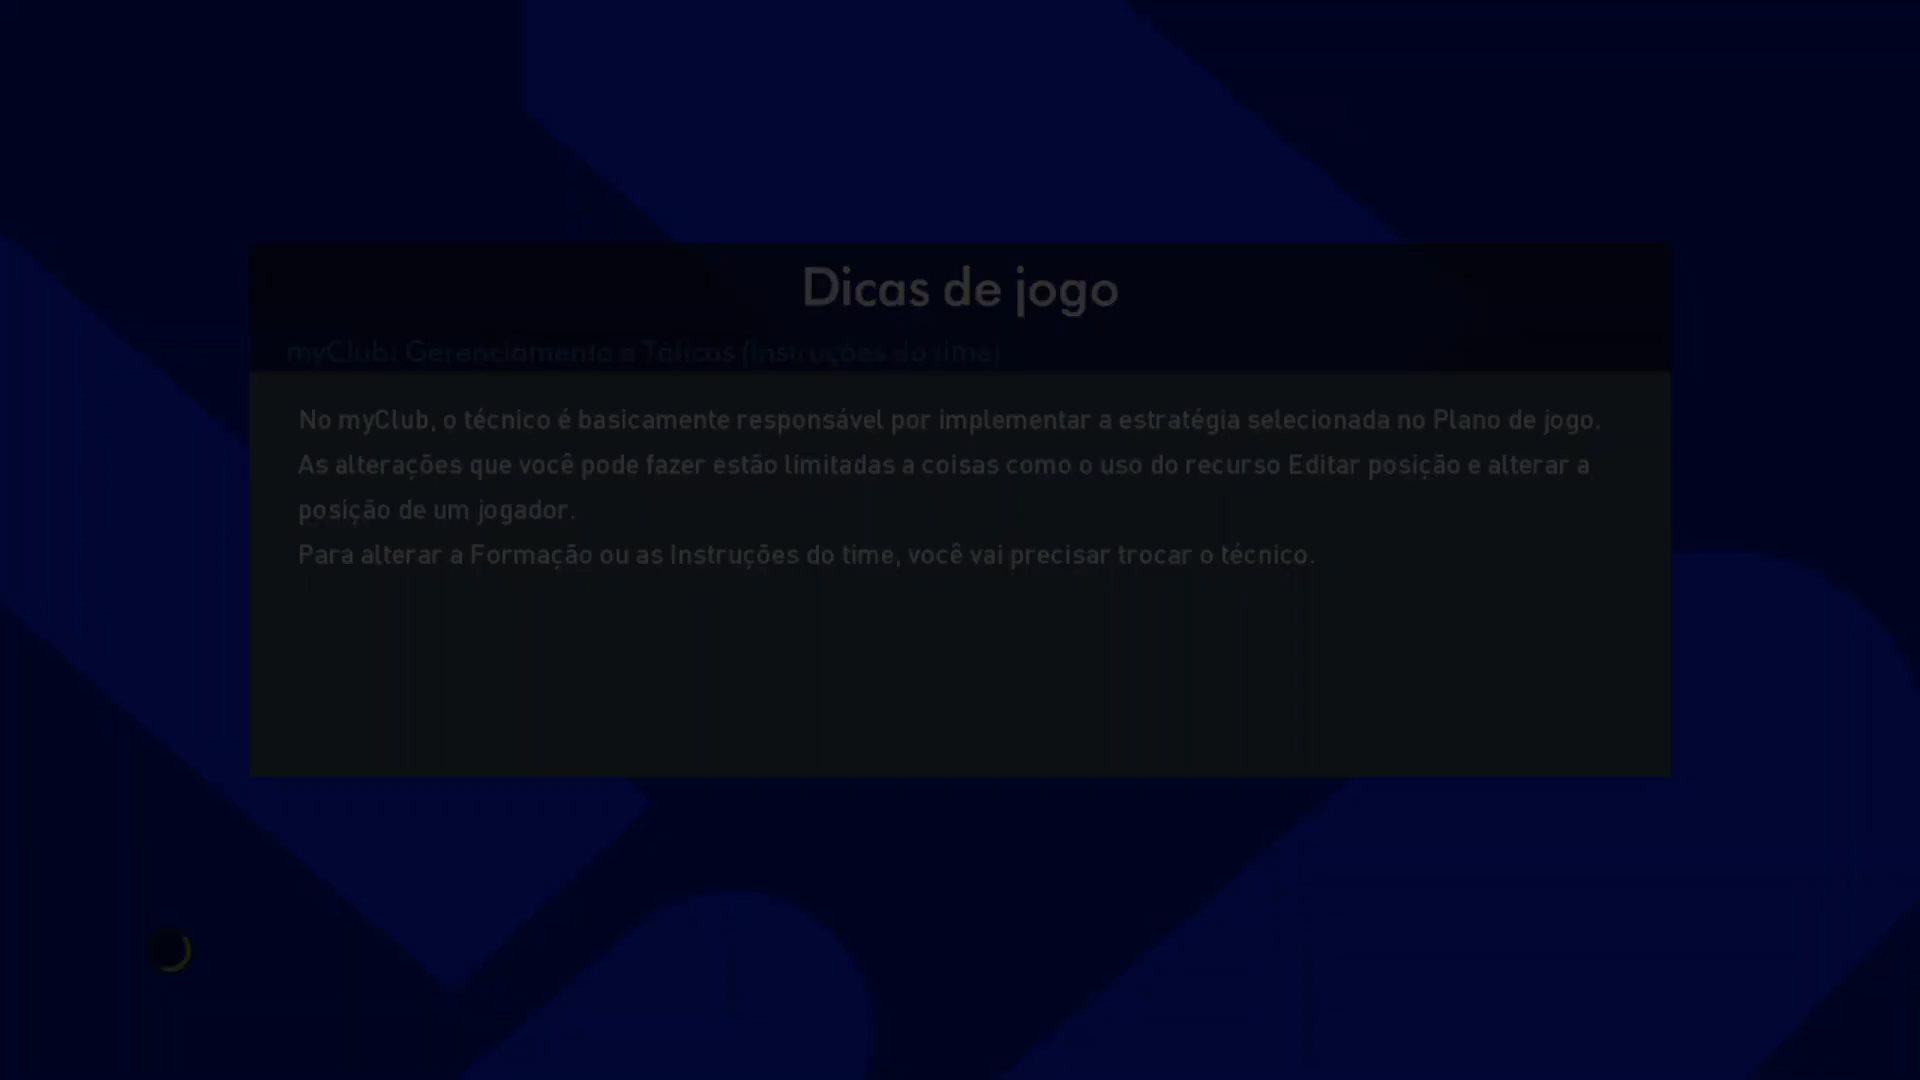 Dicas de jogo
myClub: Gerenciamento e Táticas (Instruções do time)
No myClub, o técnico é basicamente responsável por implementar a estratégia selecionada no Plano de jogo.
As alterações que você pode fazer estão limitadas a coisas como o uso do recurso Editar posição e alterar a
posição de um jogador.
Para alterar a Formação ou as Instruções do time, você vai precisar trocar o técnico.